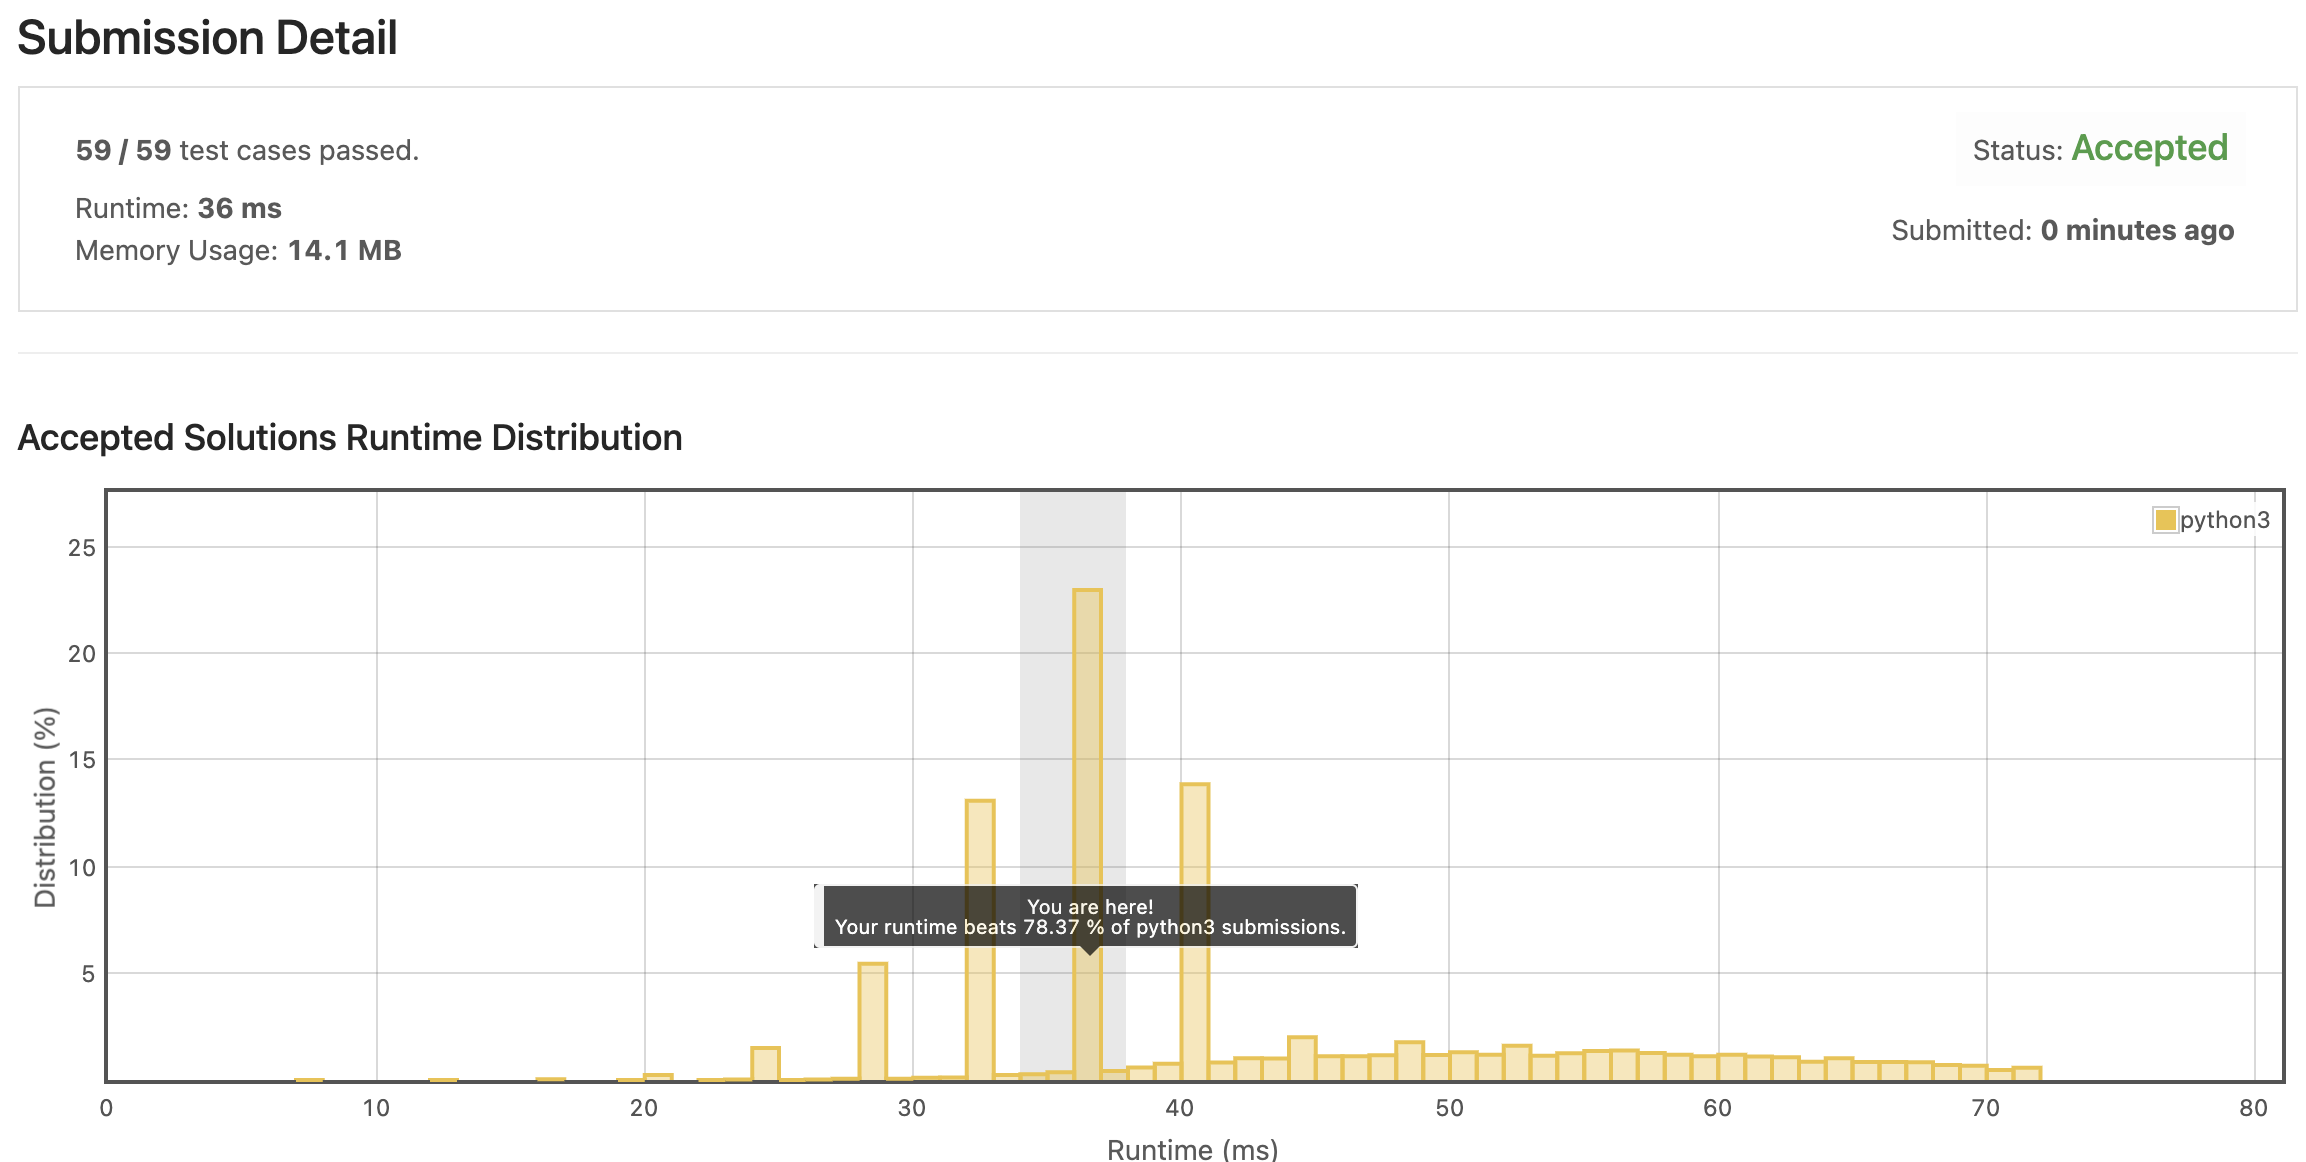 Submission Detail
59 / 59 test cases passed.
Status: Accepted
Runtime: 36 ms
Submitted: 0 minutes ago
Memory Usage: 14.1 MB
Accepted Solutions Runtime Distribution
python3
25
20
15
10
5
Distribution (%)
You are here!
Your runtime beats 78.37 % of python3 submissions.
0 10 20 30 40 50 60 70 80
Runtime (ms)